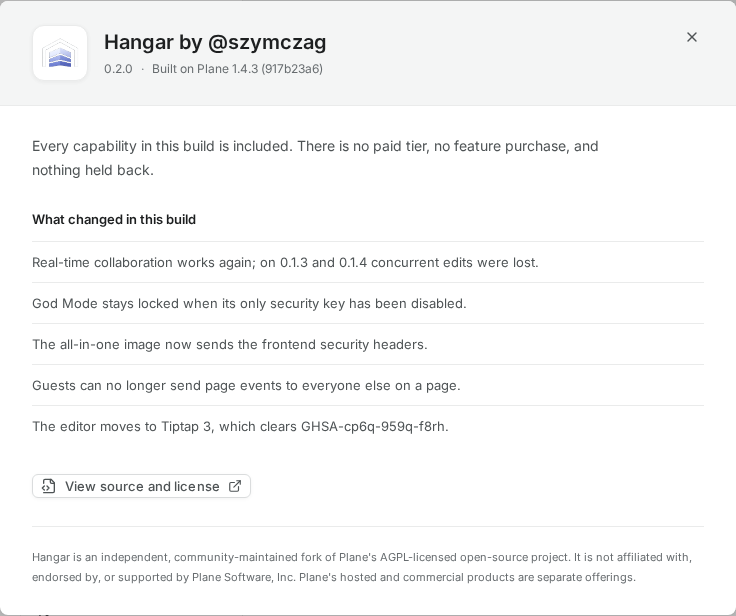 Hangar by @szymczag
0.2.0 · Built on Plane 1.4.3 (917b23a6)
Every capability in this build is included. There is no paid tier, no feature purchase, and
nothing held back.
What changed in this build
Real-time collaboration works again; on 0.1.3 and 0.1.4 concurrent edits were lost.
God Mode stays locked when its only security key has been disabled.
The all-in-one image now sends the frontend security headers.
Guests can no longer send page events to everyone else on a page.
The editor moves to Tiptap 3, which clears GHSA-cp6q-959q-f8rh.
View source and license
Hangar is an independent, community-maintained fork of Plane's AGPL-licensed open-source project. It is not affiliated with,
endorsed by, or supported by Plane Software, Inc. Plane's hosted and commercial products are separate offerings.